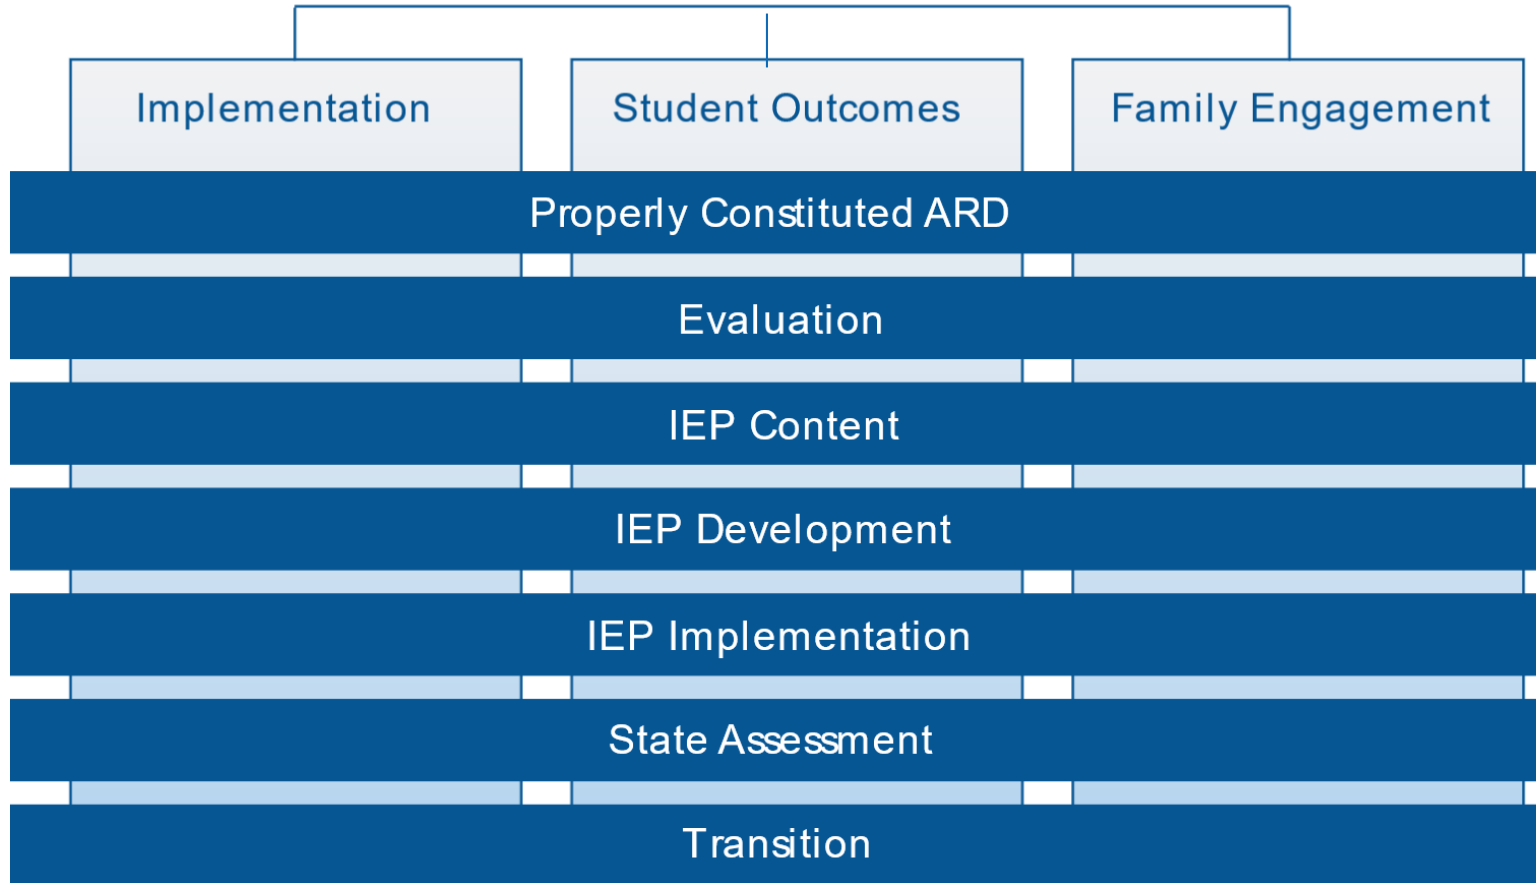 Implementation
Student Outcomes
Family Engagement
Properly Constituted ARD
Evaluation
IEP Content
IEP Development
IEP Implementation
State Assessment
Transition